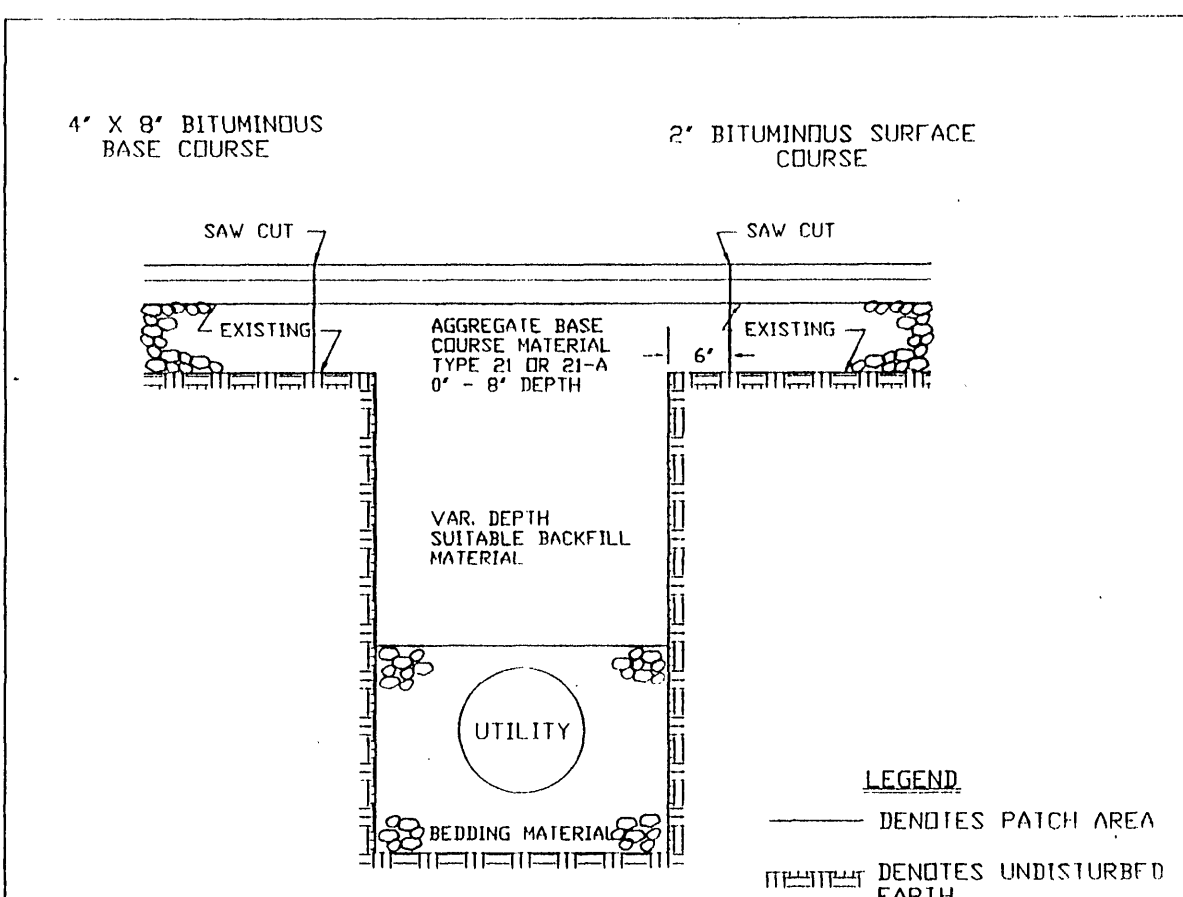 4" X 8" BITUMINOUS
BASE COURSE
2" BITUMINOUS SURFACE
COURSE
SAW CUT
SAW CUT
EXISTING
AGGREGATE BASE
COURSE MATERIAL
TYPE 21 OR 21-A
0" - 8" DEPTH
6"
EXISTING
VAR. DEPTH
SUITABLE BACKFILL
MATERIAL
UTILITY
BEDDING MATERIAL
LEGEND
DENOTES PATCH AREA
DENOTES UNDISTURBED
EARTH